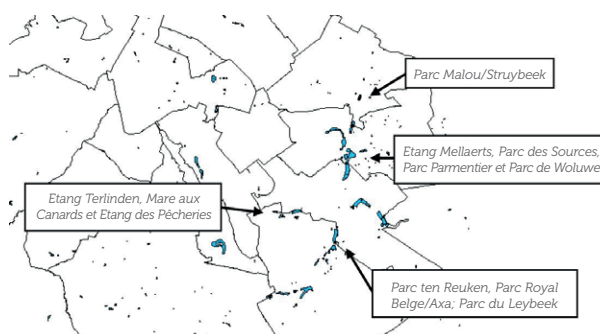 Parc Malou/Struybeek
Etang Mellaerts, Parc des Sources,
Parc Parmentier et Parc de Woluwe
Etang Terlinden, Mare aux
Canards et Etang des Pêcheries
Parc ten Reuken, Parc Royal
Belge/Axa; Parc du Leybeek